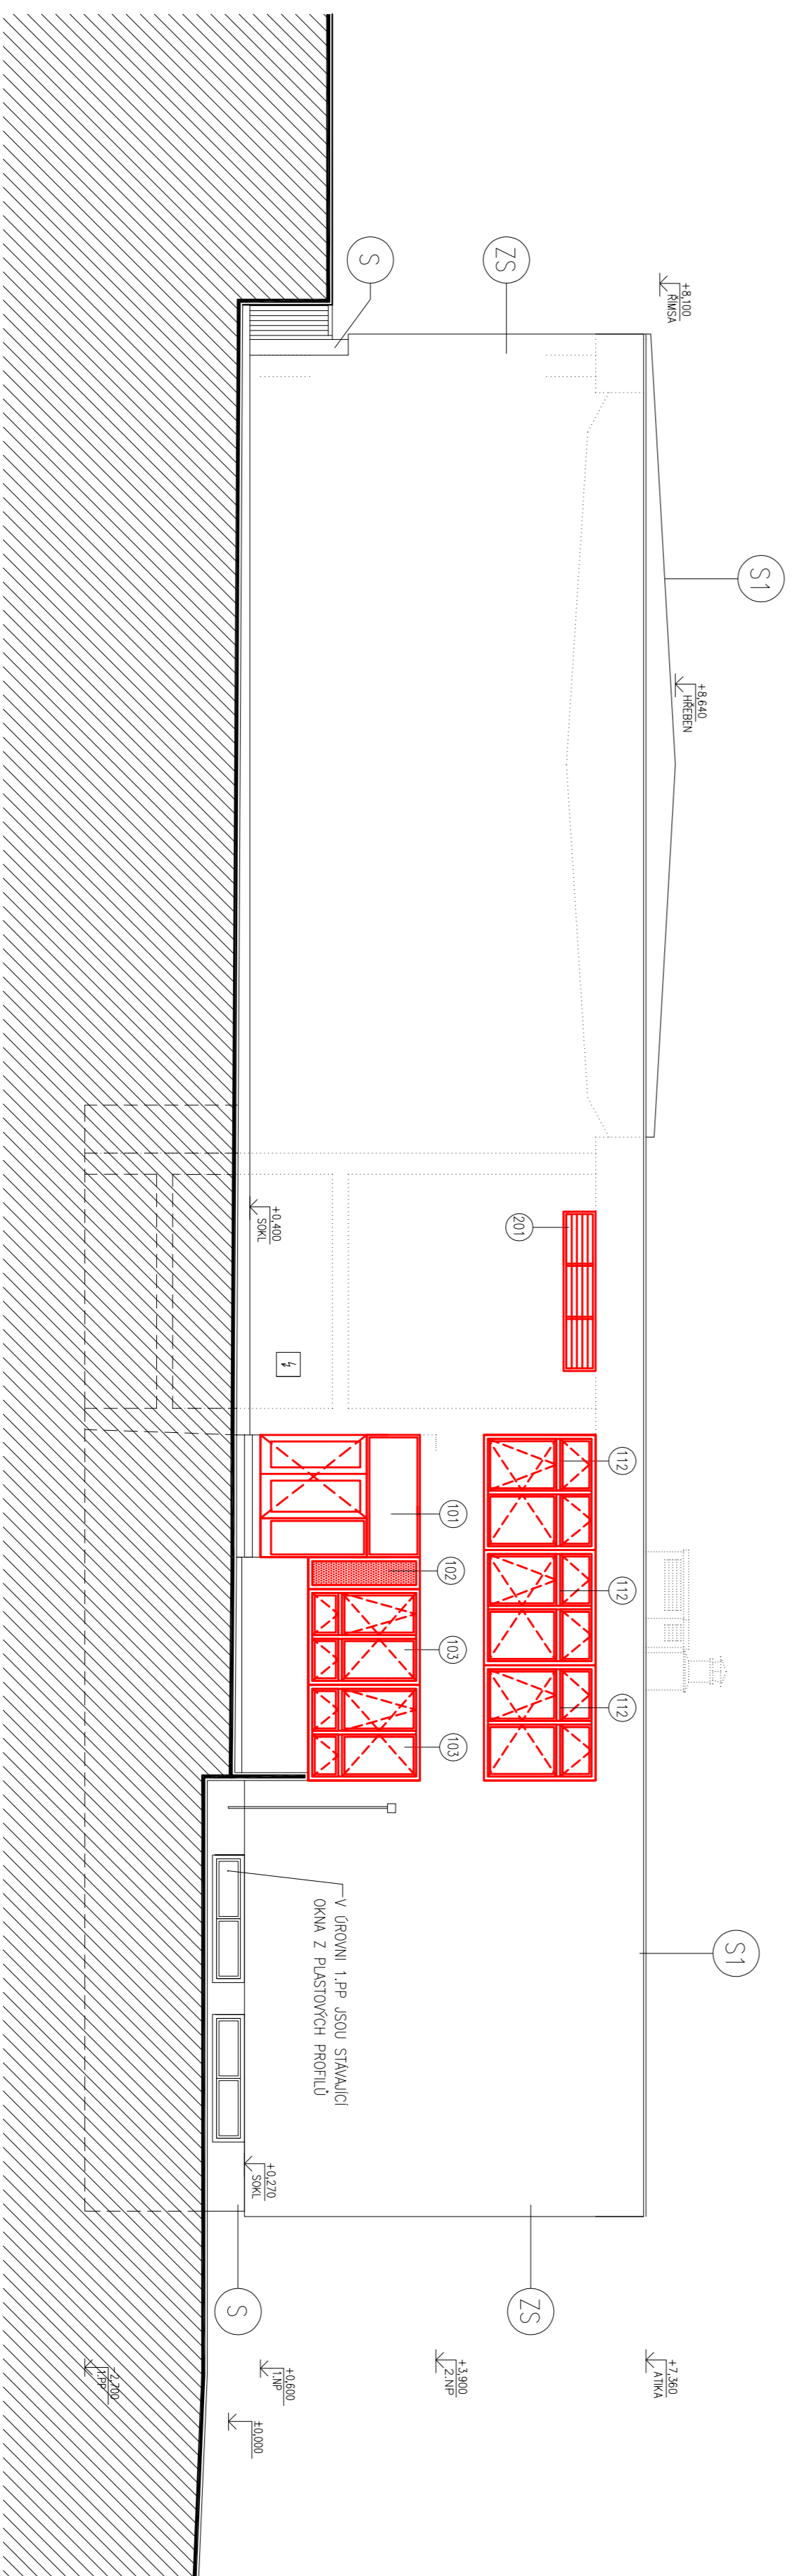 +8,100
ŘÍMSA
S1
+8,640
HŘEBEN
S1
+7,360
ATIKA
ZS
S
201
112
112
112
101
102
103
103
+0,400
SOKL
V ÚROVNI 1.PP JSOU STÁVAJÍCÍ
OKNA Z PLASTOVÝCH PROFILŮ
+0,270
SOKL
ZS
S
+3,900
2.NP
+0,600
1.NP
±0,000
-2,700
1.PP